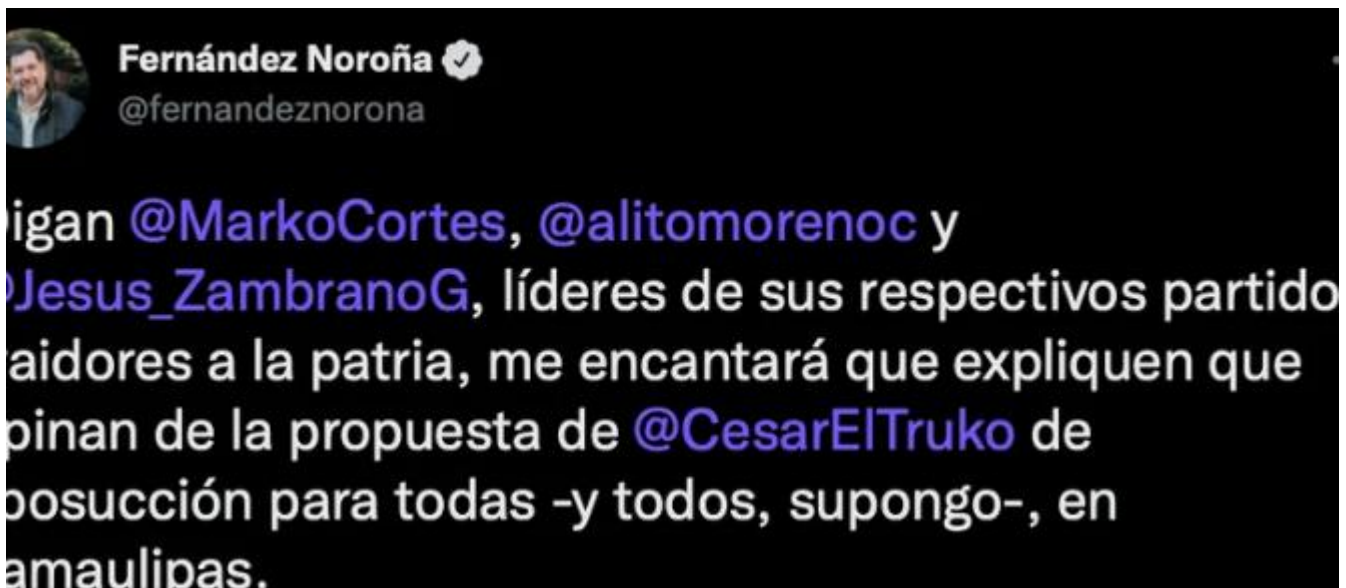 Fernández Noroña
@fernandeznorona
igan @MarkoCortes, @alitomorenoc y
Jesus_ZambranoG, líderes de sus respectivos partido
aidores a la patria, me encantará que expliquen que
pinan de la propuesta de @CesarElTruko de
posucción para todas -y todos, supongo-, en
amaulipas.